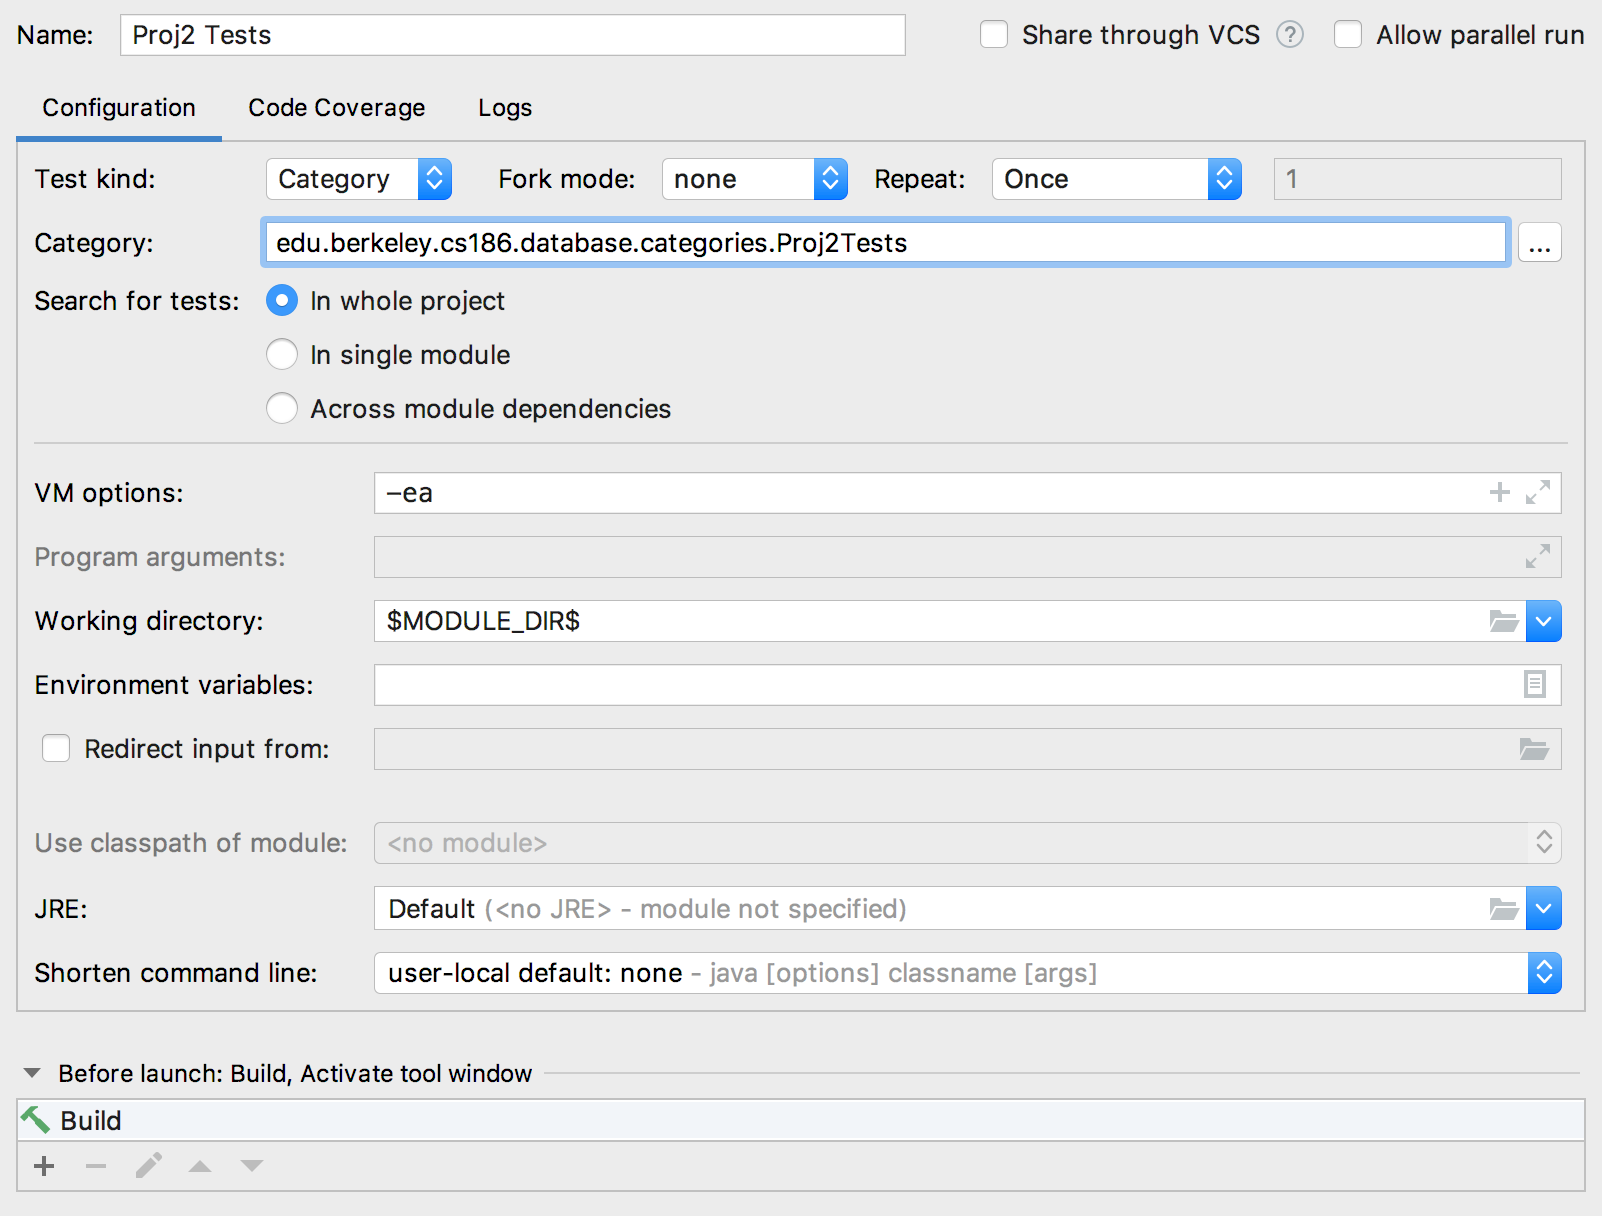 Name: Proj2 Tests Share through VCS ? Allow parallel run
Configuration Code Coverage Logs
Test kind: Category Fork mode: none Repeat: Once 1
Category: edu.berkeley.cs186.database.categories.Proj2Tests ...
Search for tests: In whole project
In single module
Across module dependencies
VM options: –ea
Program arguments:
Working directory: $MODULE_DIR$
Environment variables:
Redirect input from:
Use classpath of module: <no module>
JRE: Default (<no JRE> - module not specified)
Shorten command line: user-local default: none - java [options] classname [args]
Before launch: Build, Activate tool window
Build